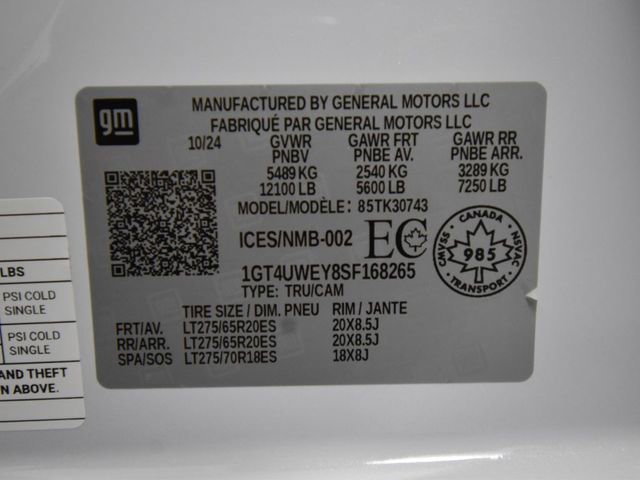 gm
MANUFACTURED BY GENERAL MOTORS LLC
FABRIQUÉ PAR GENERAL MOTORS LLC
10/24 GVWR GAWR FRT GAWR RR
PNBV PNBE AV. PNBE ARR.
5489 KG 2540 KG 3289 KG
12100 LB 5600 LB 7250 LB
MODEL/MODÈLE: 85TK30743
ICES/NMB-002 EC
CANADA
CMVSS 985 NSVAC
1GT4UWEY8SF168265
TYPE: TRU/CAM
TIRE SIZE / DIM. PNEU RIM / JANTE
FRT/AV. LT275/65R20ES 20X8.5J
RR/ARR. LT275/65R20ES 20X8.5J
SPA/SOS LT275/70R18ES 18X8J
LBS
PSI COLD
SINGLE
PSI COLD
SINGLE
AND THEFT
N ABOVE.